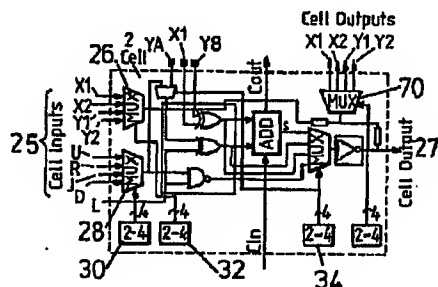 Cell Outputs
X1 X2 Y1 Y2
26
2
Cell
YA
X1
YB
Cout
MUX
70
X1
X2
Y1
Y2
MUX
25
Cell Inputs
ADD
S
MUX
27
Cell Output
U
R
J
D
L
MUX
28
4
4
Cin
4
4
2-4
2-4
2-4
2-4
30
32
34